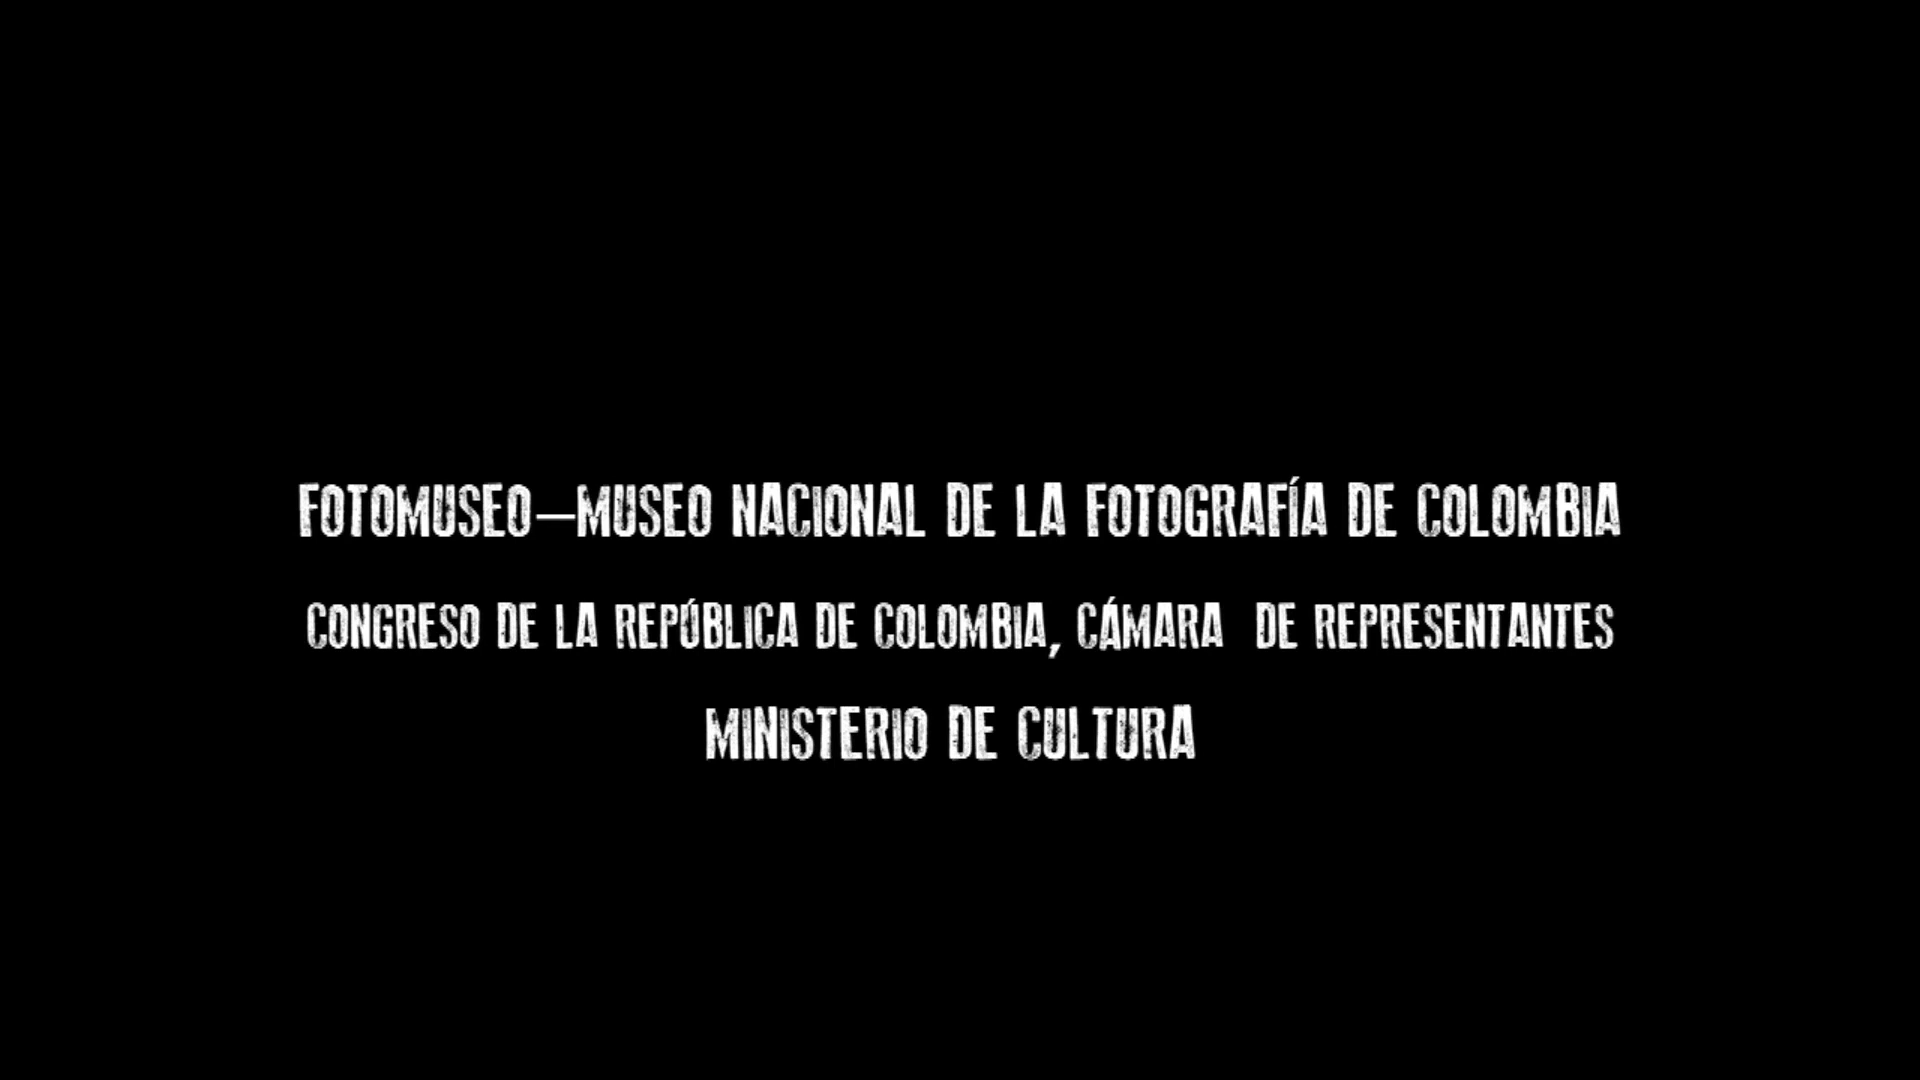 FOTOMUSEO—MUSEO NACIONAL DE LA FOTOGRAFÍA DE COLOMBIA
CONGRESO DE LA REPÚBLICA DE COLOMBIA, CÁMARA DE REPRESENTANTES
MINISTERIO DE CULTURA